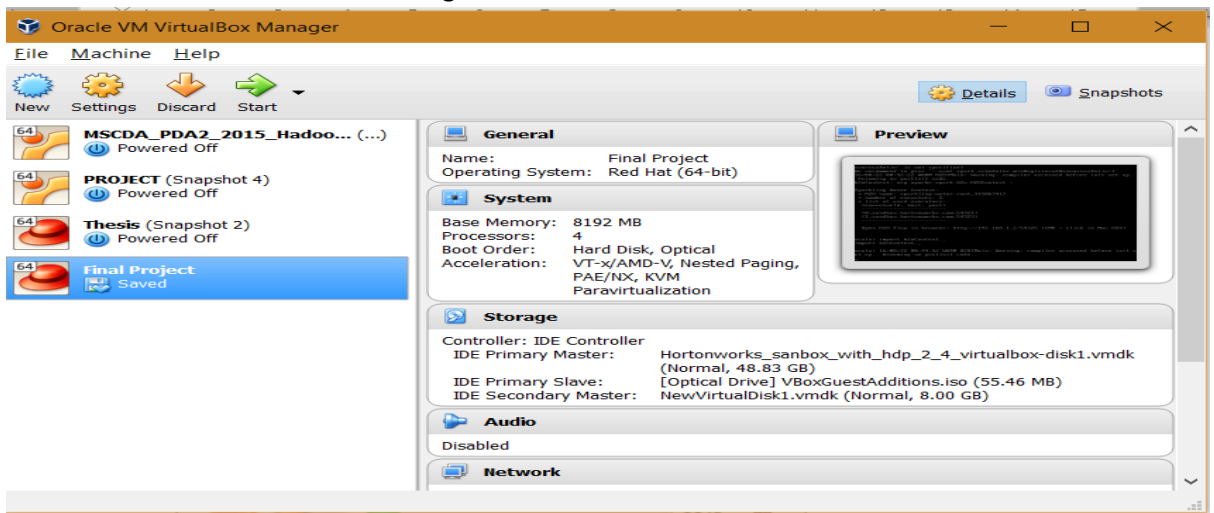 Oracle VM VirtualBox Manager
File Machine Help
New Settings Discard Start
Details Snapshots
64 MSCDA_PDA2_2015_Hadoo... (...)
Powered Off
64 PROJECT (Snapshot 4)
Powered Off
64 Thesis (Snapshot 2)
Powered Off
64 Final Project
Saved
General
Name: Final Project
Operating System: Red Hat (64-bit)
Preview
System
Base Memory: 8192 MB
Processors: 4
Boot Order: Hard Disk, Optical
Acceleration: VT-x/AMD-V, Nested Paging,
PAE/NX, KVM
Paravirtualization
Storage
Controller: IDE Controller
IDE Primary Master: Hortonworks_sanbox_with_hdp_2_4_virtualbox-disk1.vmdk
(Normal, 48.83 GB)
IDE Primary Slave: [Optical Drive] VBoxGuestAdditions.iso (55.46 MB)
IDE Secondary Master: NewVirtualDisk1.vmdk (Normal, 8.00 GB)
Audio
Disabled
Network